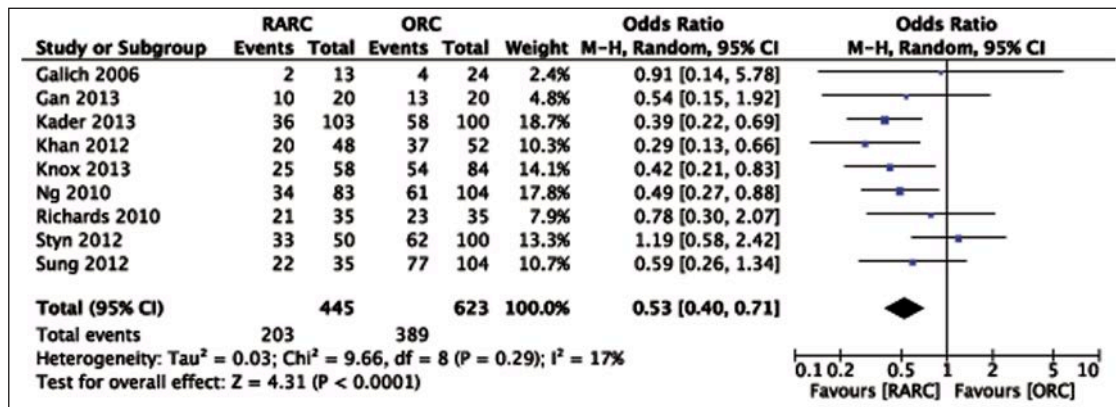 RARC ORC Odds Ratio Odds Ratio
Study or Subgroup Events Total Events Total Weight M-H, Random, 95% CI M-H, Random, 95% CI
Galich 2006 2 13 4 24 2.4% 0.91 [0.14, 5.78]
Gan 2013 10 20 13 20 4.8% 0.54 [0.15, 1.92]
Kader 2013 36 103 58 100 18.7% 0.39 [0.22, 0.69]
Khan 2012 20 48 37 52 10.3% 0.29 [0.13, 0.66]
Knox 2013 25 58 54 84 14.1% 0.42 [0.21, 0.83]
Ng 2010 34 83 61 104 17.8% 0.49 [0.27, 0.88]
Richards 2010 21 35 23 35 7.9% 0.78 [0.30, 2.07]
Styn 2012 33 50 62 100 13.3% 1.19 [0.58, 2.42]
Sung 2012 22 35 77 104 10.7% 0.59 [0.26, 1.34]
Total (95% CI) 445 623 100.0% 0.53 [0.40, 0.71]
Total events 203 389
Heterogeneity: Tau² = 0.03; Chi² = 9.66, df = 8 (P = 0.29); I² = 17%
Test for overall effect: Z = 4.31 (P < 0.0001)
0.1 0.2 0.5 1 2 5 10
Favours [RARC] Favours [ORC]